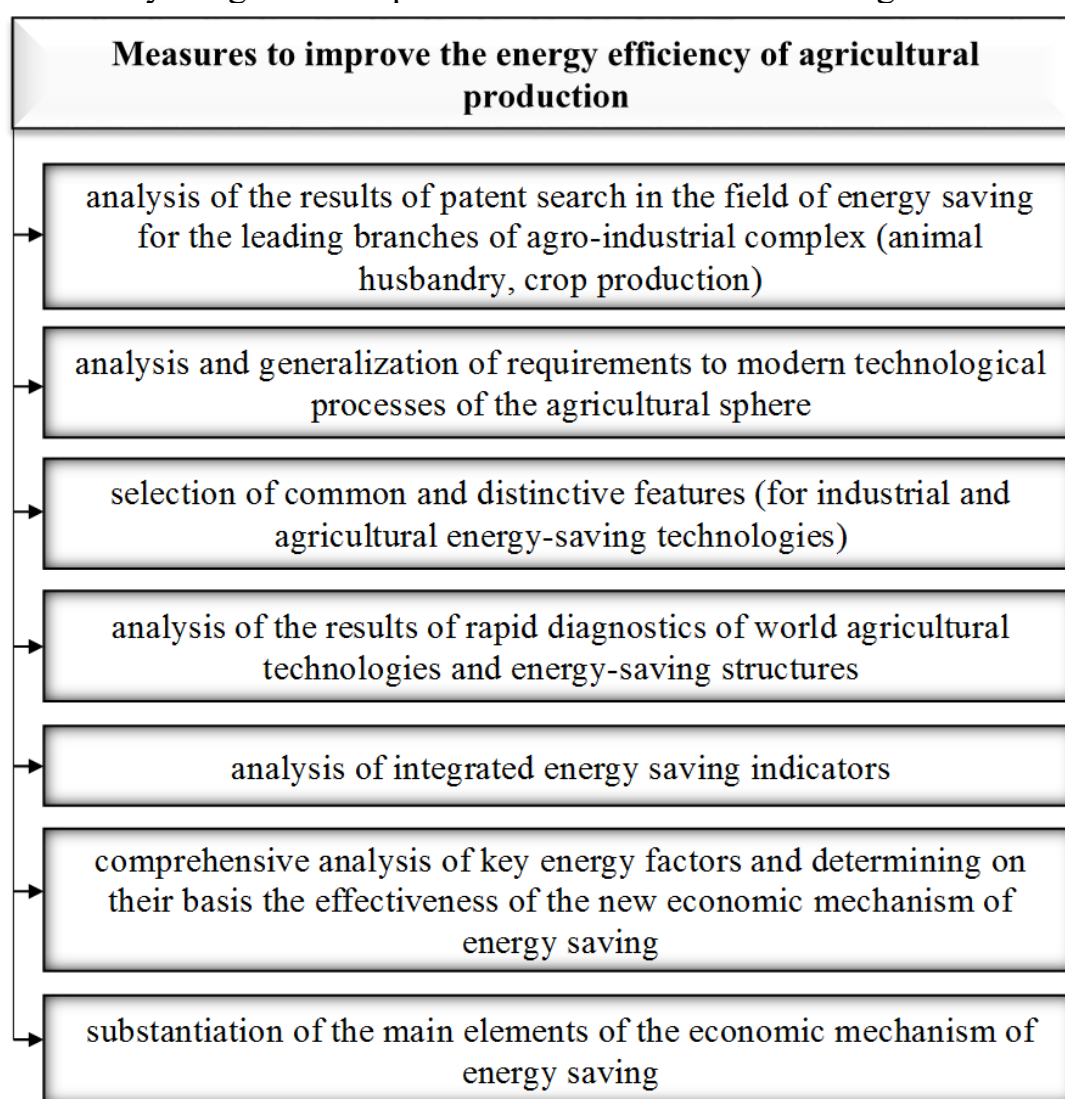 Measures to improve the energy efficiency of agricultural
production
analysis of the results of patent search in the field of energy saving
for the leading branches of agro-industrial complex (animal
husbandry, crop production)
analysis and generalization of requirements to modern technological
processes of the agricultural sphere
selection of common and distinctive features (for industrial and
agricultural energy-saving technologies)
analysis of the results of rapid diagnostics of world agricultural
technologies and energy-saving structures
analysis of integrated energy saving indicators
comprehensive analysis of key energy factors and determining on
their basis the effectiveness of the new economic mechanism of
energy saving
substantiation of the main elements of the economic mechanism of
energy saving